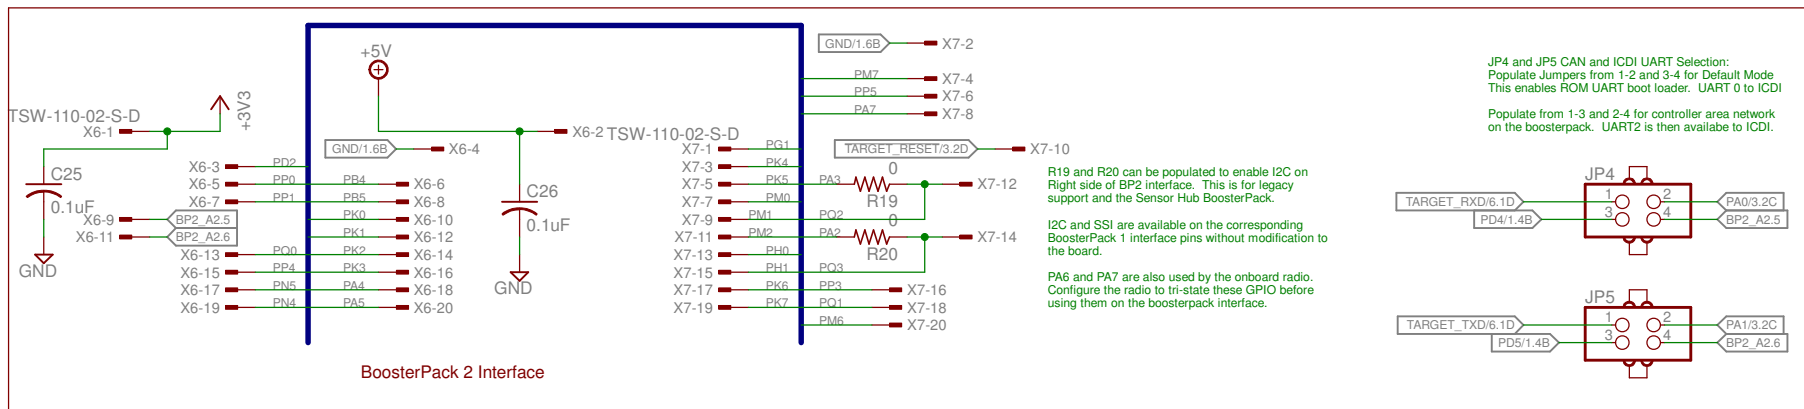 +5V
+3V3
TSW-110-02-S-D
X6-1
C25
0.1uF
GND
X6-3
PD2
X6-5
PP0
X6-7
PP1
X6-9
BP2_A2.5
X6-11
BP2_A2.6
X6-13
PQ0
X6-15
PP4
X6-17
PN5
X6-19
PN4
X6-2
GND/1.6B
X6-4
PB4
X6-6
PB5
X6-8
PK0
X6-10
PK1
X6-12
PK2
X6-14
PK3
X6-16
PA4
X6-18
PA5
X6-20
C26
0.1uF
GND
TSW-110-02-S-D
X7-1
PG1
X7-3
PK4
X7-5
PK5
X7-7
PM0
X7-9
PM1
X7-11
PM2
X7-13
PH0
X7-15
PH1
X7-17
PK6
X7-19
PK7
GND/1.6B
X7-2
PM7
X7-4
PP5
X7-6
PA7
X7-8
TARGET_RESET/3.2D
X7-10
0
PA3
R19
X7-12
PQ2
0
PA2
R20
X7-14
PQ3
PP3
X7-16
PQ1
X7-18
PM6
X7-20
BoosterPack 2 Interface
R19 and R20 can be populated to enable I2C on
Right side of BP2 interface. This is for legacy
support and the Sensor Hub BoosterPack.
I2C and SSI are available on the corresponding
BoosterPack 1 interface pins without modification to
the board.
PA6 and PA7 are also used by the onboard radio.
Configure the radio to tri-state these GPIO before
using them on the boosterpack interface.
JP4 and JP5 CAN and ICDI UART Selection:
Populate Jumpers from 1-2 and 3-4 for Default Mode
This enables ROM UART boot loader. UART 0 to ICDI
Populate from 1-3 and 2-4 for controller area network
on the boosterpack. UART2 is then availabe to ICDI.
JP4
TARGET_RXD/6.1D
1
2
PA0/3.2C
PD4/1.4B
3
4
BP2_A2.5
JP5
TARGET_TXD/6.1D
1
2
PA1/3.2C
PD5/1.4B
3
4
BP2_A2.6